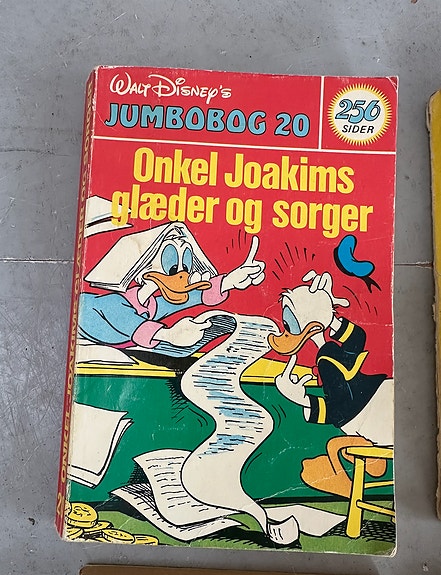 WALT DISNEY'S
JUMBOBOG 20
256
SIDER
Onkel Joakims
glæder og sorger